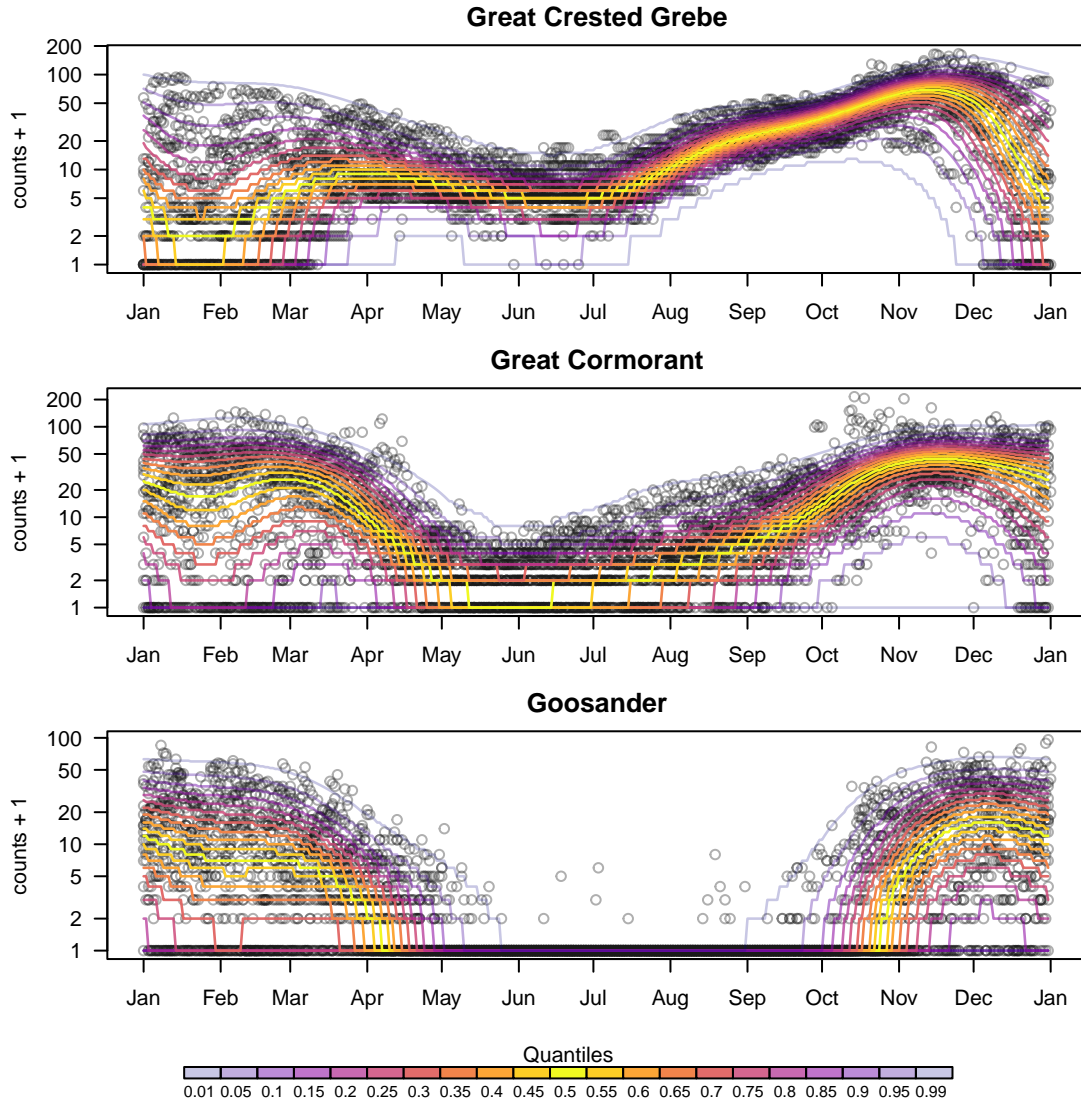 Great Crested Grebe
counts + 1
200
100
50
20
10
5
2
1
Jan Feb Mar Apr May Jun Jul Aug Sep Oct Nov Dec Jan
Great Cormorant
counts + 1
200
100
50
20
10
5
2
1
Jan Feb Mar Apr May Jun Jul Aug Sep Oct Nov Dec Jan
Goosander
counts + 1
100
50
20
10
5
2
1
Jan Feb Mar Apr May Jun Jul Aug Sep Oct Nov Dec Jan
Quantiles
0.01 0.05 0.1 0.15 0.2 0.25 0.3 0.35 0.4 0.45 0.5 0.55 0.6 0.65 0.7 0.75 0.8 0.85 0.9 0.95 0.99